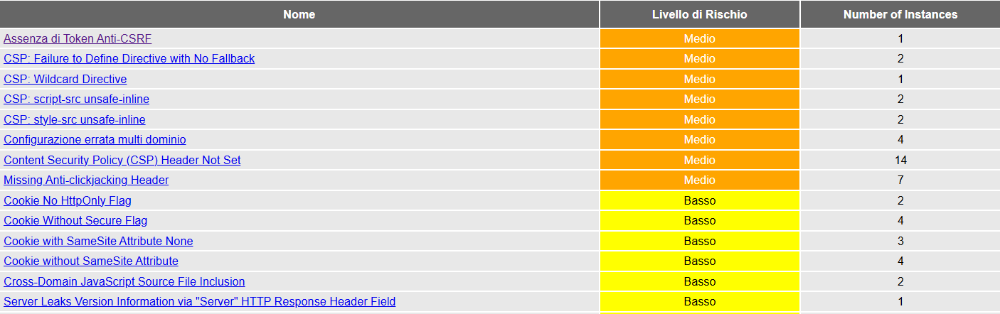 Nome Livello di Rischio Number of Instances
Assenza di Token Anti-CSRF Medio 1
CSP: Failure to Define Directive with No Fallback Medio 2
CSP: Wildcard Directive Medio 1
CSP: script-src unsafe-inline Medio 2
CSP: style-src unsafe-inline Medio 2
Configurazione errata multi dominio Medio 4
Content Security Policy (CSP) Header Not Set Medio 14
Missing Anti-clickjacking Header Medio 7
Cookie No HttpOnly Flag Basso 2
Cookie Without Secure Flag Basso 4
Cookie with SameSite Attribute None Basso 3
Cookie without SameSite Attribute Basso 4
Cross-Domain JavaScript Source File Inclusion Basso 2
Server Leaks Version Information via "Server" HTTP Response Header Field Basso 1